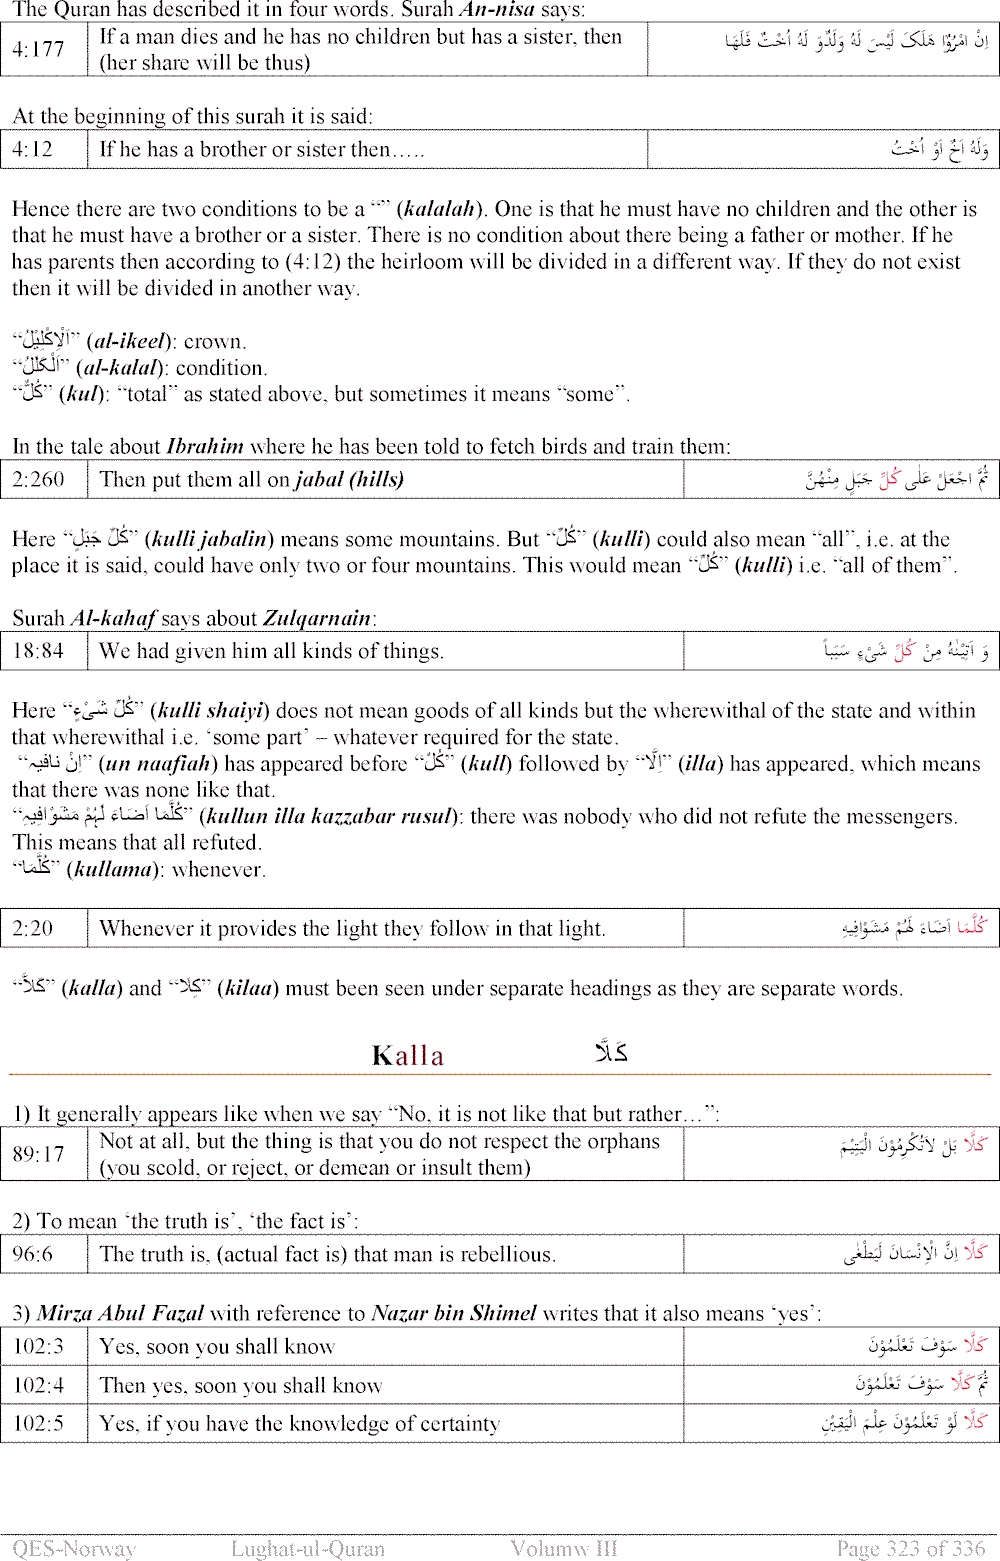 The Quran has described it in four words. Surah An-nisa says:
4:177 If a man dies and he has no children but has a sister, then (her share will be thus) اِنْ امْرُؤٌا هَلَکَ لَيْسَ لَهُ وَلَدٌوَ لَهُ اُخْتٌ فَلَهَا
At the beginning of this surah it is said:
4:12 If he has a brother or sister then….. وَلَهُ اَخٌ اَوْ اُخْتُ
Hence there are two conditions to be a “” (kalalah). One is that he must have no children and the other is
that he must have a brother or a sister. There is no condition about there being a father or mother. If he
has parents then according to (4:12) the heirloom will be divided in a different way. If they do not exist
then it will be divided in another way.
“اَلْاِكْلِيْلُ” (al-ikeel): crown.
“اَلْكَلَلُ” (al-kalal): condition.
“كُلٌّ” (kul): “total” as stated above, but sometimes it means “some”.
In the tale about Ibrahim where he has been told to fetch birds and train them:
2:260 Then put them all on jabal (hills) ثُمَّ اجْعَلْ عَلٰى كُلِّ جَبَلٍ مِنْهُنَّ
Here “كُلِّ جَبَلٍ” (kulli jabalin) means some mountains. But “كُلِّ” (kulli) could also mean “all”, i.e. at the
place it is said, could have only two or four mountains. This would mean “كُلِّ” (kulli) i.e. “all of them”.
Surah Al-kahaf says about Zulqarnain:
18:84 We had given him all kinds of things. وَ اٰتَيْنٰهُ مِنْ كُلِّ شَىْءٍ سَبَباً
Here “كُلِّ شَىْءٍ” (kulli shaiyi) does not mean goods of all kinds but the wherewithal of the state and within
that wherewithal i.e. ‘some part’ – whatever required for the state.
“اِنْ نافيہ” (un naafiah) has appeared before “كُلٌ” (kull) followed by “اِلَّا” (illa) has appeared, which means
that there was none like that.
“كُلَّمَا اَضَاءَ لَہُمْ مَشَوْافِيہِ” (kullun illa kazzabar rusul): there was nobody who did not refute the messengers.
This means that all refuted.
“كُلَّمَا” (kullama): whenever.
2:20 Whenever it provides the light they follow in that light. كُلَّمَا اَضَاءَ لَهُمْ مَشَوْافِيهِ
“كَلاَّ” (kalla) and “كِلَا” (kilaa) must been seen under separate headings as they are separate words.
Kalla كَلاَّ
1) It generally appears like when we say “No, it is not like that but rather…”:
89:17 Not at all, but the thing is that you do not respect the orphans (you scold, or reject, or demean or insult them) كَلَّا بَلْ لاَتُكْرِمُوْنَ الْيَتِيْمَ
2) To mean ‘the truth is’, ‘the fact is’:
96:6 The truth is, (actual fact is) that man is rebellious. كَلَّا اِنَّ الْاِنْسَانَ لَيَطْغٰى
3) Mirza Abul Fazal with reference to Nazar bin Shimel writes that it also means ‘yes’:
102:3 Yes, soon you shall know كَلَّا سَوْفَ تَعْلَمُوْنَ
102:4 Then yes, soon you shall know ثُمَّ كَلَّا سَوْفَ تَعْلَمُوْنَ
102:5 Yes, if you have the knowledge of certainty كَلَّا لَوْ تَعْلَمُوْنَ عِلْمَ الْيَقِيْنِ
QES-Norway Lughat-ul-Quran Volumw III Page 323 of 336